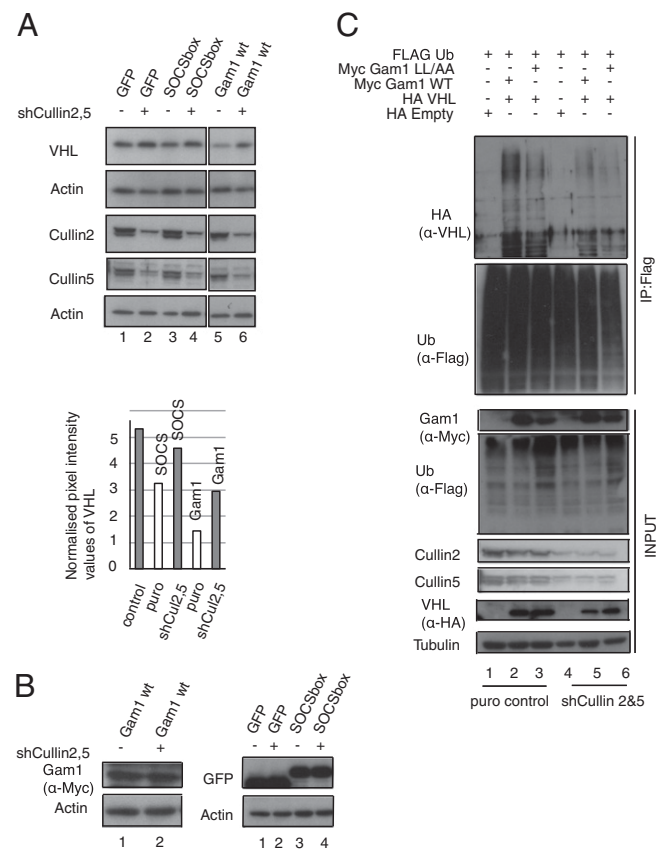 A
GFP GFP SOCSbox SOCSbox Gam1 wt Gam1 wt
shCullin2,5 - + - + - +
VHL
Actin
Cullin2
Cullin5
Actin
1 2 3 4 5 6
Normalised pixel intensity
values of VHL
5
4
3
2
1
0
SOCS
SOCS
Gam1
Gam1
control
puro
shCul2,5
puro
shCul2,5
B
Gam1 wt Gam1 wt
shCullin2,5 - +
Gam1
(α-Myc)
Actin
1 2
GFP GFP SOCSbox SOCSbox
- + - +
GFP
Actin
1 2 3 4
C
FLAG Ub + + + + + +
Myc Gam1 LL/AA + +
Myc Gam1 WT + +
HA VHL + + + +
HA Empty + +
HA
(α-VHL)
Ub
(α-Flag)
IP:Flag
Gam1
(α-Myc)
Ub
(α-Flag)
Cullin2
Cullin5
VHL
(α-HA)
Tubulin
INPUT
1 2 3 4 5 6
puro control shCullin 2&5